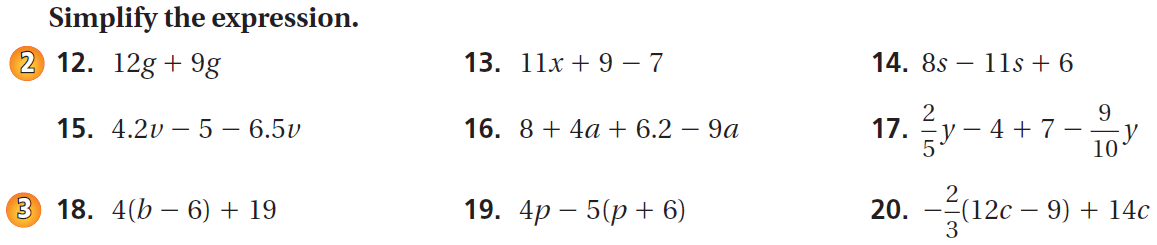 Simplify the expression.
2 12. 12g + 9g 13. 11x + 9 − 7 14. 8s − 11s + 6
15. 4.2v − 5 − 6.5v 16. 8 + 4a + 6.2 − 9a 17. 2/5 y − 4 + 7 − 9/10 y
3 18. 4(b − 6) + 19 19. 4p − 5(p + 6) 20. −2/3 (12c − 9) + 14c